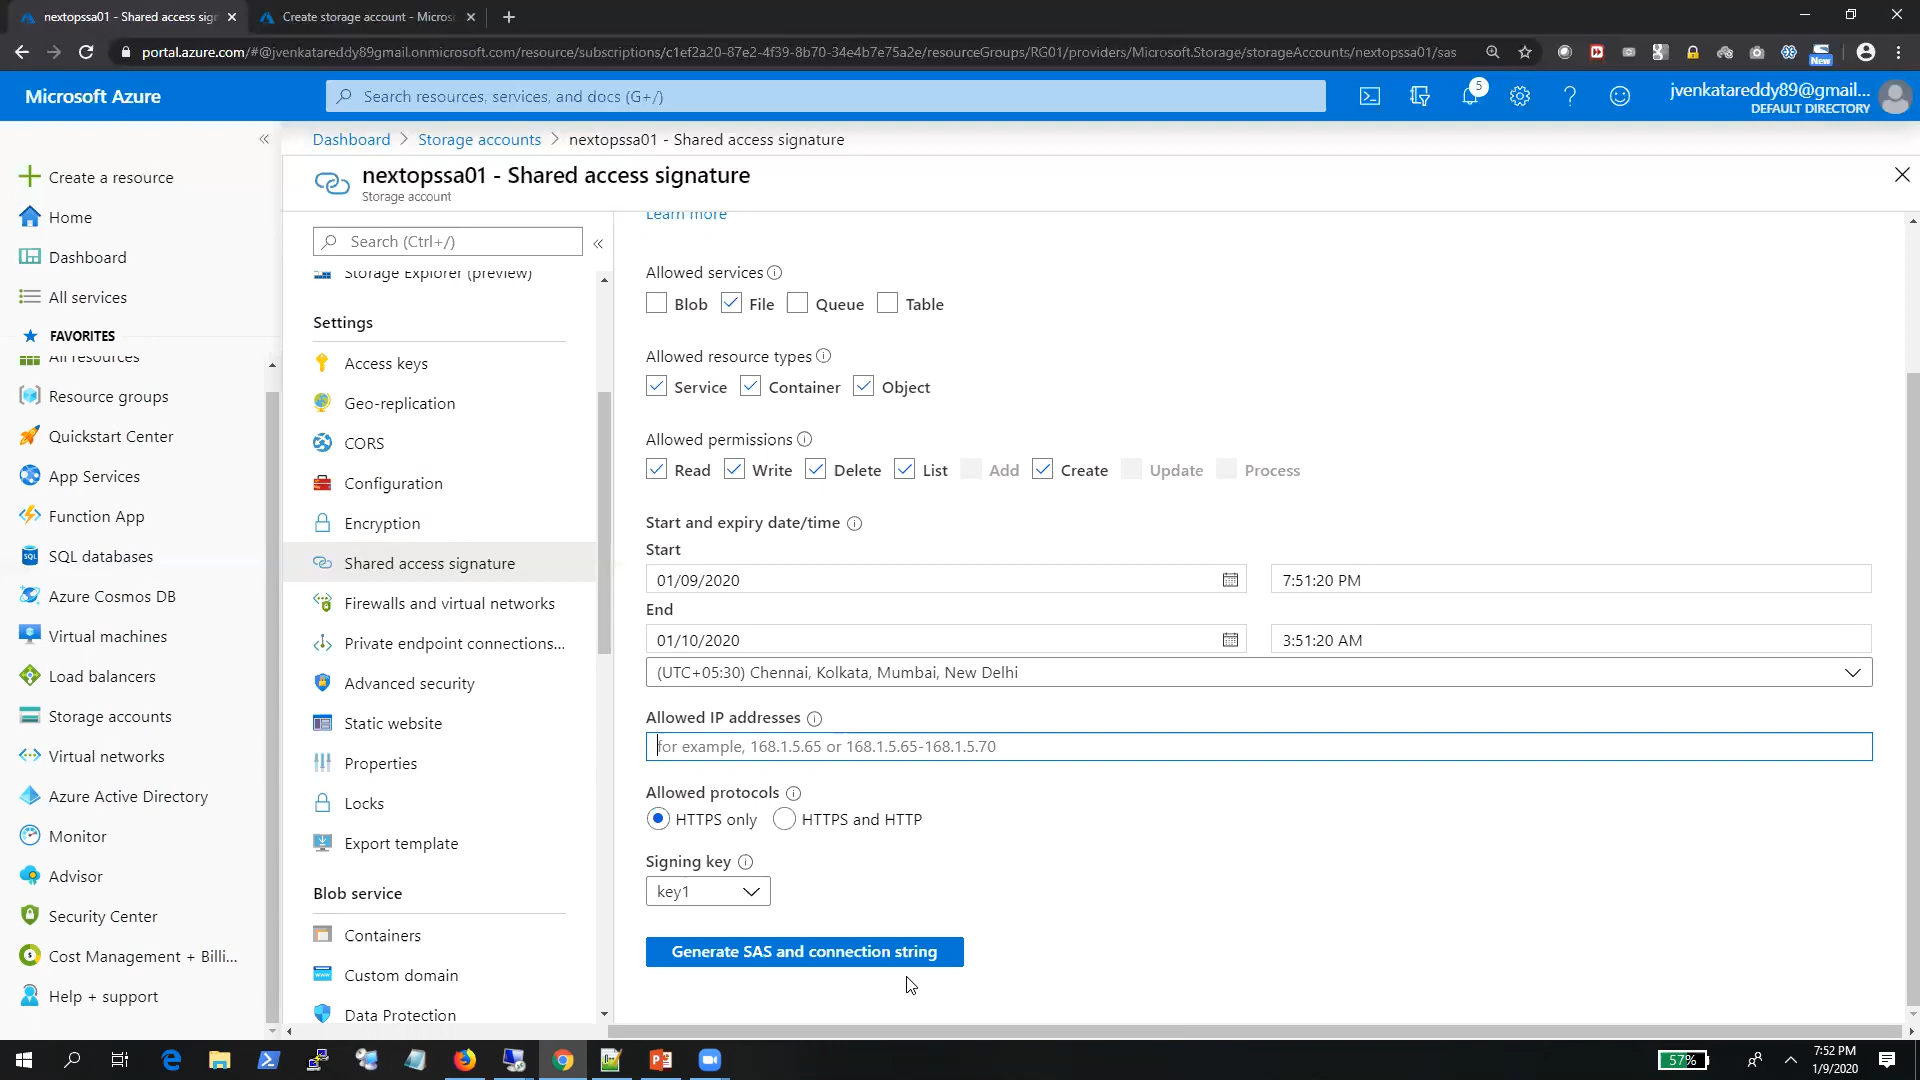 nextopssa01 - Shared access sign
Create storage account - Micros
portal.azure.com/#@jvenkatareddy89gmail.onmicrosoft.com/resource/subscriptions/c1ef2a20-87e2-4f39-8b70-34e4b7e75a2e/resourceGroups/RG01/providers/Microsoft.Storage/storageAccounts/nextopssa01/sas
New
Microsoft Azure
Search resources, services, and docs (G+/)
5
jvenkatareddy89@gmail....
DEFAULT DIRECTORY
Dashboard > Storage accounts > nextopssa01 - Shared access signature
nextopssa01 - Shared access signature
Storage account
Create a resource
Home
Dashboard
All services
FAVORITES
All resources
Resource groups
Quickstart Center
App Services
Function App
SQL databases
Azure Cosmos DB
Virtual machines
Load balancers
Storage accounts
Virtual networks
Azure Active Directory
Monitor
Advisor
Security Center
Cost Management + Billi...
Help + support
Search (Ctrl+/)
Storage Explorer (preview)
Settings
Access keys
Geo-replication
CORS
Configuration
Encryption
Shared access signature
Firewalls and virtual networks
Private endpoint connections...
Advanced security
Static website
Properties
Locks
Export template
Blob service
Containers
Custom domain
Data Protection
Learn more
Allowed services
Blob File Queue Table
Allowed resource types
Service Container Object
Allowed permissions
Read Write Delete List Add Create Update Process
Start and expiry date/time
Start
01/09/2020 7:51:20 PM
End
01/10/2020 3:51:20 AM
(UTC+05:30) Chennai, Kolkata, Mumbai, New Delhi
Allowed IP addresses
for example, 168.1.5.65 or 168.1.5.65-168.1.5.70
Allowed protocols
HTTPS only HTTPS and HTTP
Signing key
key1
Generate SAS and connection string
57%
7:52 PM
1/9/2020